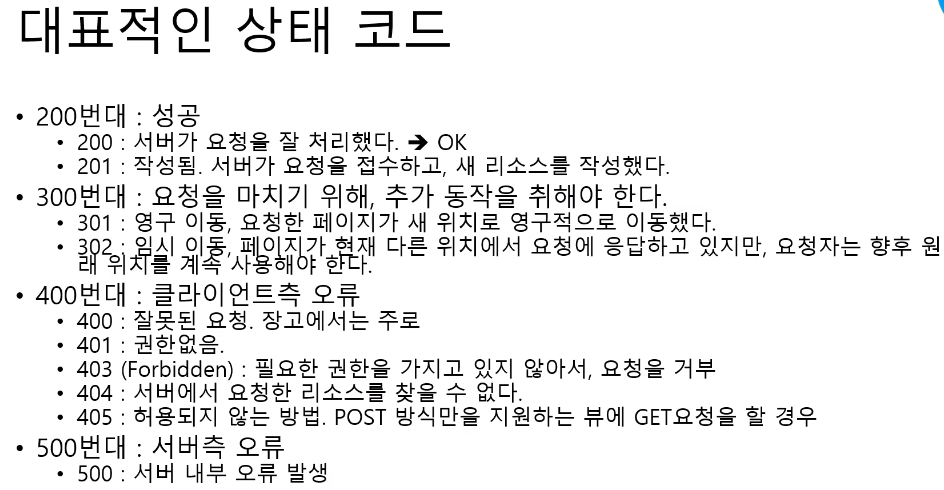 대표적인 상태 코드
• 200번대 : 성공
• 200 : 서버가 요청을 잘 처리했다. ➔ OK
• 201 : 작성됨. 서버가 요청을 접수하고, 새 리소스를 작성했다.
• 300번대 : 요청을 마치기 위해, 추가 동작을 취해야 한다.
• 301 : 영구 이동, 요청한 페이지가 새 위치로 영구적으로 이동했다.
• 302 : 임시 이동, 페이지가 현재 다른 위치에서 요청에 응답하고 있지만, 요청자는 향후 원
래 위치를 계속 사용해야 한다.
• 400번대 : 클라이언트측 오류
• 400 : 잘못된 요청. 장고에서는 주로
• 401 : 권한없음.
• 403 (Forbidden) : 필요한 권한을 가지고 있지 않아서, 요청을 거부
• 404 : 서버에서 요청한 리소스를 찾을 수 없다.
• 405 : 허용되지 않는 방법. POST 방식만을 지원하는 뷰에 GET요청을 할 경우
• 500번대 : 서버측 오류
• 500 : 서버 내부 오류 발생